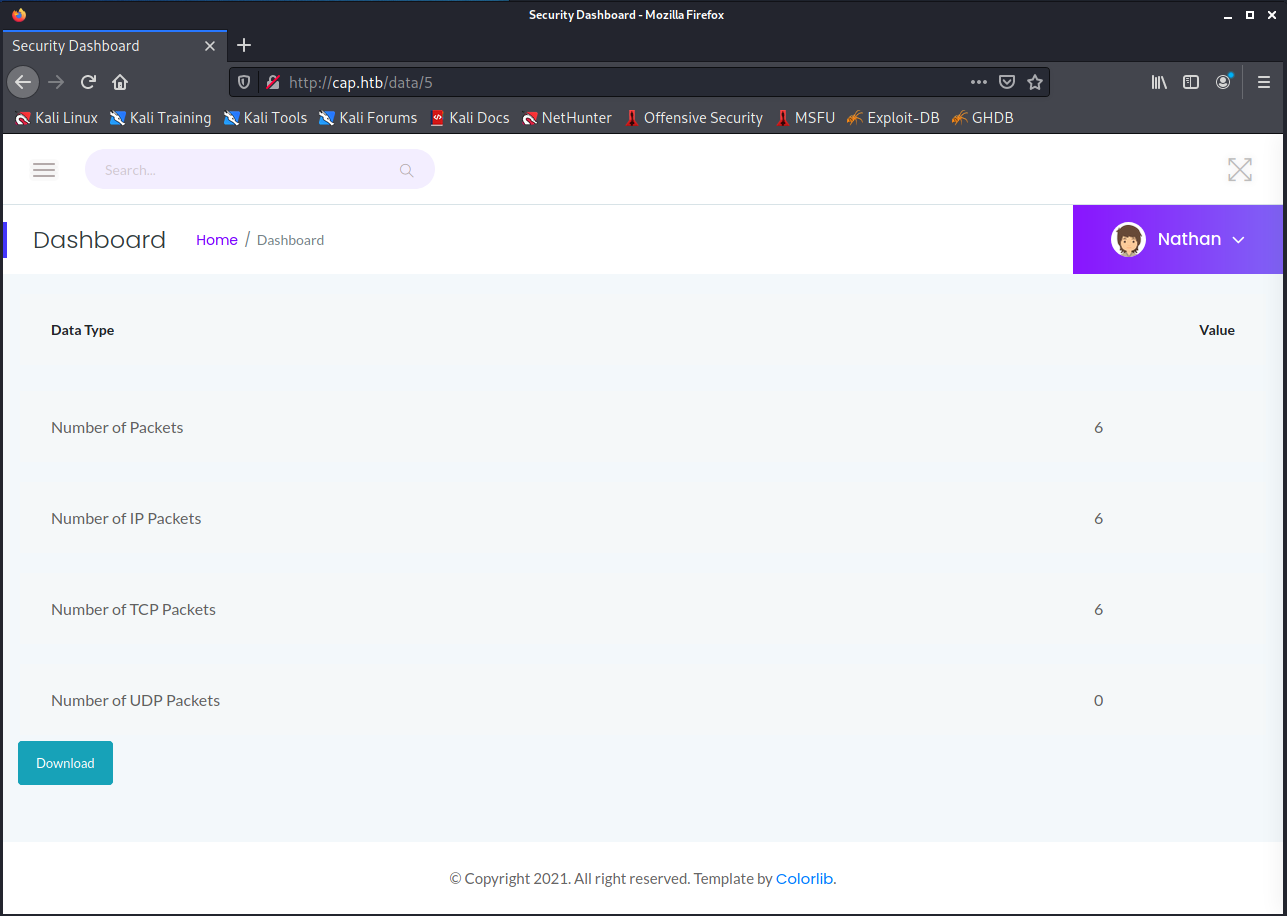 Security Dashboard - Mozilla Firefox
Security Dashboard
http://cap.htb/data/5
Kali Linux Kali Training Kali Tools Kali Forums Kali Docs NetHunter Offensive Security MSFU Exploit-DB GHDB
Search...
Dashboard Home / Dashboard Nathan
Data Type Value
Number of Packets 6
Number of IP Packets 6
Number of TCP Packets 6
Number of UDP Packets 0
Download
© Copyright 2021. All right reserved. Template by Colorlib.